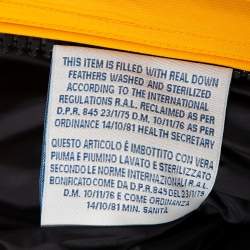 THIS ITEM IS FILLED WITH REAL DOWN
FEATHERS WASHED AND STERILIZED
ACCORDING TO THE INTERNATIONAL
REGULATIONS R.A.L. RECLAIMED AS PER
D.P.R. 845 23/1/75 D.M. 10/11/76 AS PER
ORDINANCE 14/10/81 HEALTH SECRETARY
QUESTO ARTICOLO È IMBOTTITO CON VERA
PIUMA E PIUMINO LAVATO E STERILIZZATO
SECONDO LE NORME INTERNAZIONALI R.A.L.
BONIFICATO COME DA D.P.R. 845 DEL 23/1/75
D.M. 10/11/76 E COME ORDINANZA
14/10/81 MIN. SANITÀ